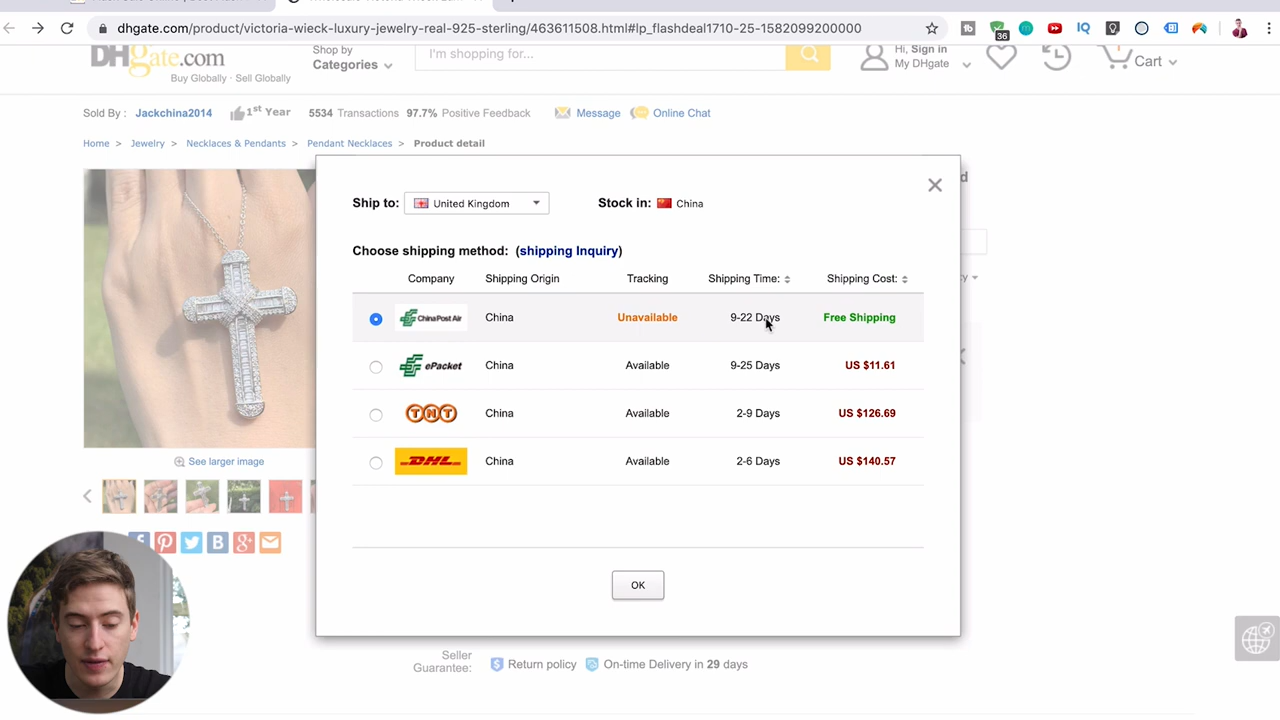 dhgate.com/product/victoria-wieck-luxury-jewelry-real-925-sterling/463611508.html#lp_flashdeal1710-25-1582099200000
36
IQ
DHgate.com
Buy Globally · Sell Globally
Shop by
Categories
I'm shopping for...
Hi, Sign in
My DHgate
Cart
Sold By : Jackchina2014 1st Year 5534 Transactions 97.7% Positive Feedback Message Online Chat
Home > Jewelry > Necklaces & Pendants > Pendant Necklaces > Product detail
Ship to: United Kingdom Stock in: China
Choose shipping method: (shipping Inquiry)
Company Shipping Origin Tracking Shipping Time: Shipping Cost:
ChinaPost Air China Unavailable 9-22 Days Free Shipping
ePacket China Available 9-25 Days US $11.61
TNT China Available 2-9 Days US $126.69
DHL China Available 2-6 Days US $140.57
See larger image
OK
Seller
Guarantee:
Return policy On-time Delivery in 29 days